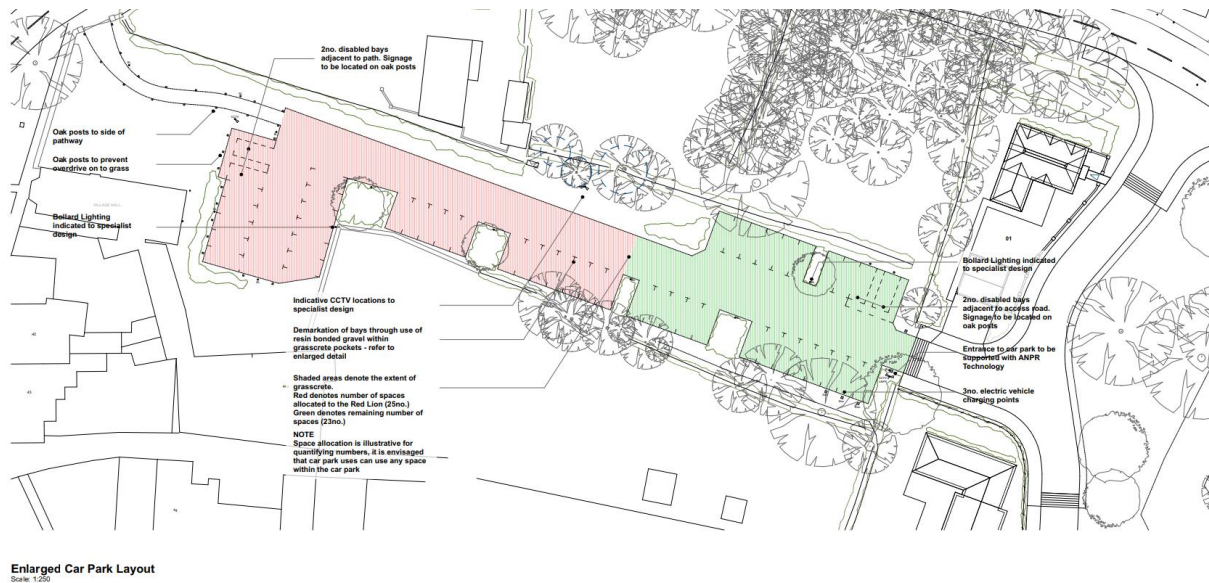 2no. disabled bays
adjacent to path. Signage
to be located on oak posts
Oak posts to side of
pathway
Oak posts to prevent
overdrive on to grass
VILLAGE HALL
Bollard Lighting
indicated to specialist
design
Indicative CCTV locations to
specialist design
Demarkation of bays through use of
resin bonded gravel within
grasscrete pockets - refer to
enlarged detail
Shaded areas denote the extent of
grasscrete.
Red denotes number of spaces
allocated to the Red Lion (25no.)
Green denotes remaining number of
spaces (23no.)
NOTE
Space allocation is illustrative for
quantifying numbers, it is envisaged
that car park uses can use any space
within the car park
01
Bollard Lighting indicated
to specialist design
2no. disabled bays
adjacent to access road.
Signage to be located on
oak posts
Entrance to car park to be
supported with ANPR
Technology
3no. electric vehicle
charging points
Enlarged Car Park Layout
Scale: 1:250